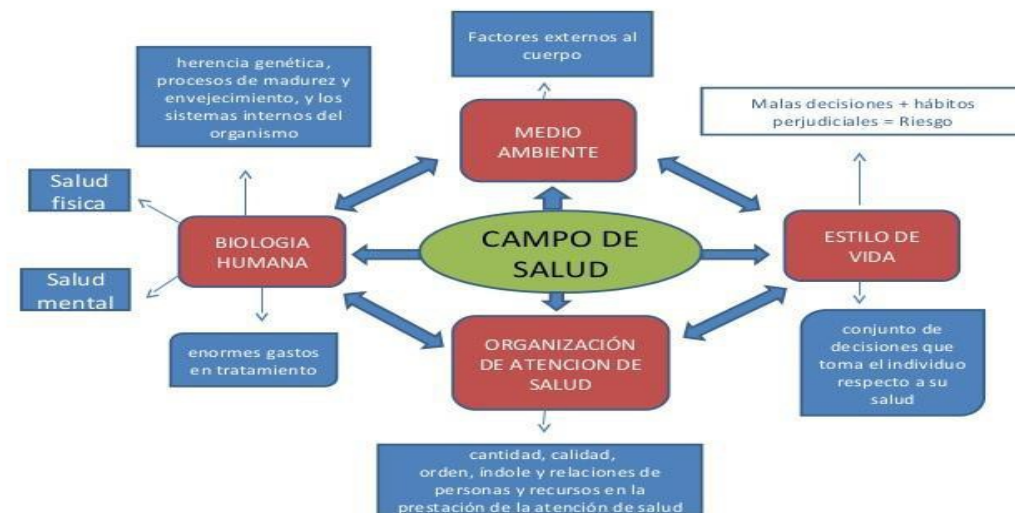 Factores externos al
cuerpo
herencia genética,
procesos de madurez y
envejecimiento, y los
sistemas internos del
organismo
Malas decisiones + hábitos
perjudiciales = Riesgo
MEDIO
AMBIENTE
Salud
fisica
BIOLOGIA
HUMANA
CAMPO DE
SALUD
ESTILO DE
VIDA
Salud
mental
enormes gastos
en tratamiento
ORGANIZACIÓN
DE ATENCION DE
SALUD
conjunto de
decisiones que
toma el individuo
respecto a su
salud
cantidad, calidad,
orden, índole y relaciones de
personas y recursos en la
prestación de la atención de salud